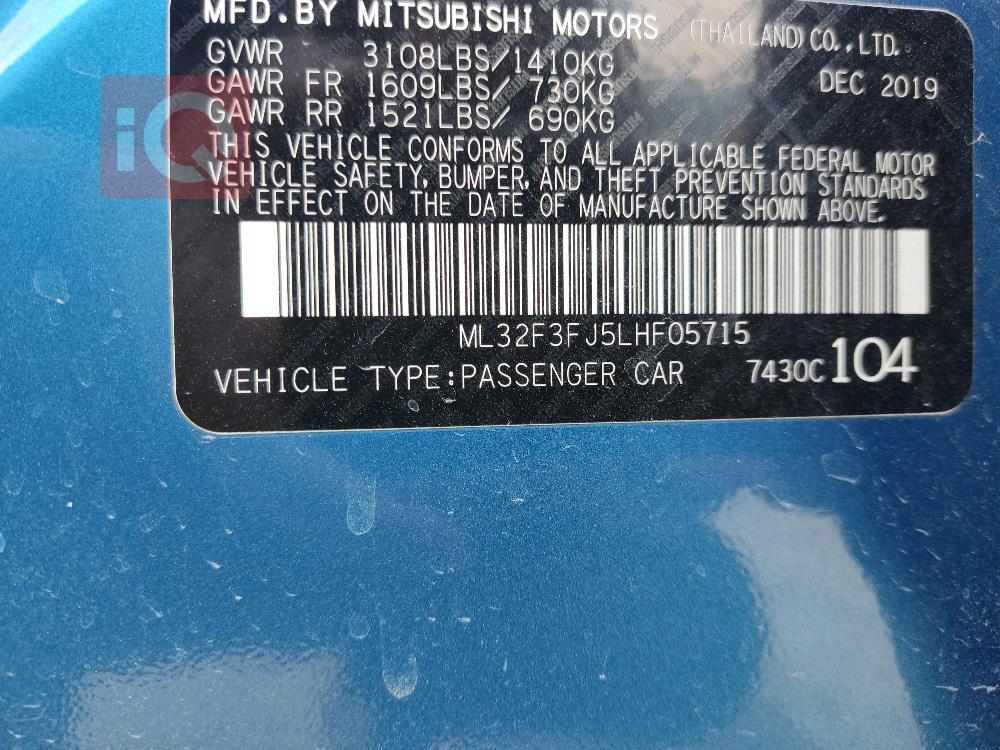 MFD.BY MITSUBISHI MOTORS (THAILAND) CO.,LTD.
GVWR 3108LBS/1410KG DEC 2019
GAWR FR 1609LBS/ 730KG
GAWR RR 1521LBS/ 690KG
THIS VEHICLE CONFORMS TO ALL APPLICABLE FEDERAL MOTOR
VEHICLE SAFETY, BUMPER, AND THEFT PREVENTION STANDARDS
IN EFFECT ON THE DATE OF MANUFACTURE SHOWN ABOVE.
ML32F3FJ5LHF05715
VEHICLE TYPE:PASSENGER CAR 7430C 104
iQ